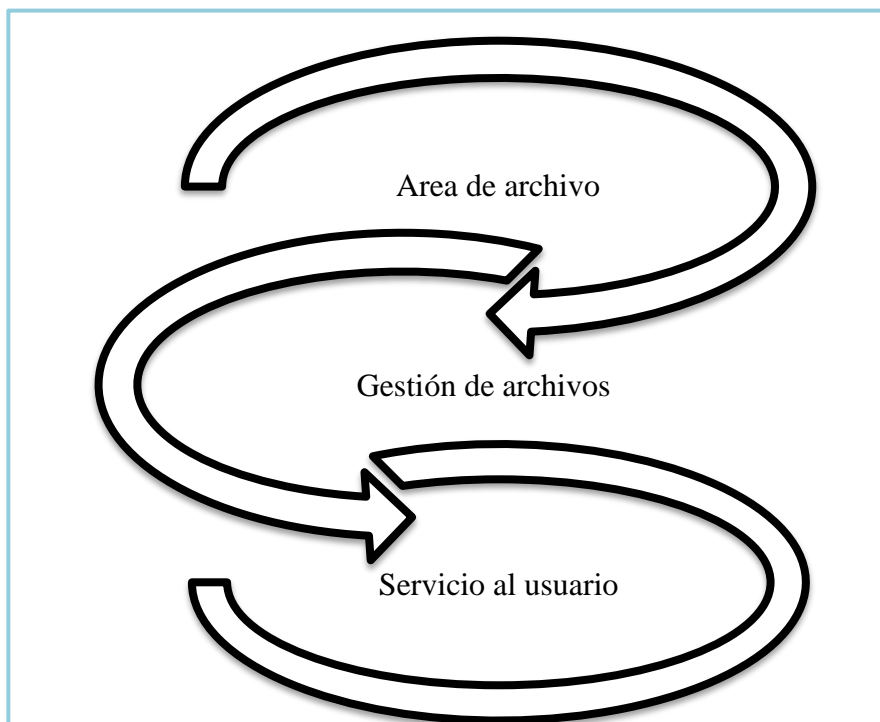 Area de archivo
Gestión de archivos
Servicio al usuario